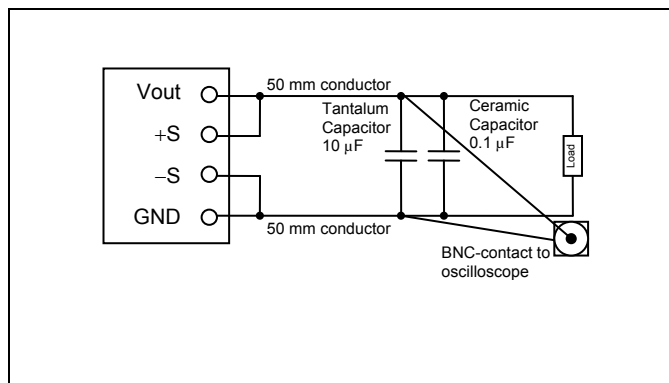 Vout
+S
−S
GND
50 mm conductor
Tantalum
Capacitor
10 μF
Ceramic
Capacitor
0.1 μF
Load
50 mm conductor
BNC-contact to
oscilloscope